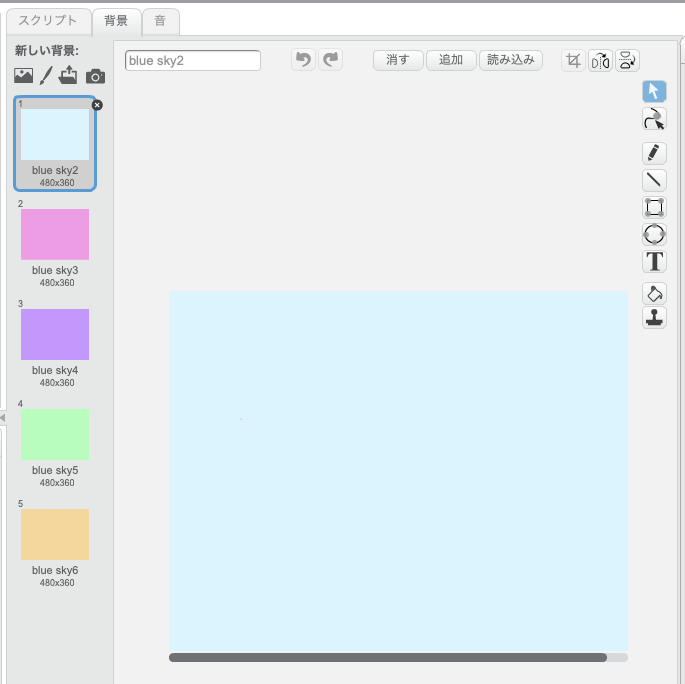 スクリプト 背景 音
新しい背景:
blue sky2 消す 追加 読み込み
1
blue sky2
480x360
2
blue sky3
480x360
3
blue sky4
480x360
4
blue sky5
480x360
5
blue sky6
480x360
T